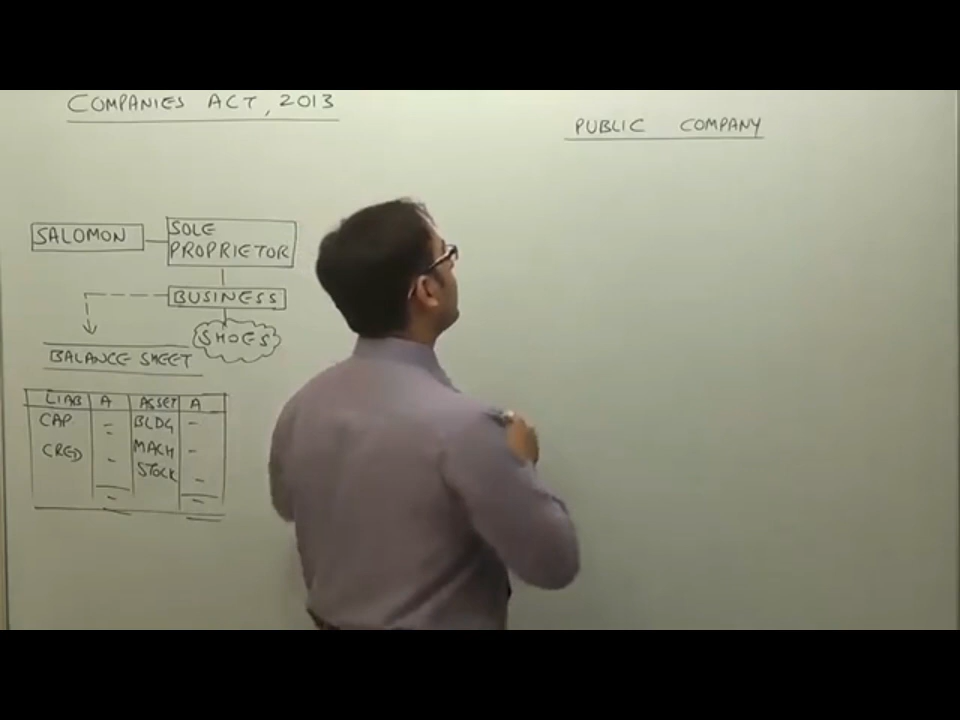 COMPANIES ACT, 2013
PUBLIC COMPANY
SALOMON
SOLE
PROPRIETOR
BUSINESS
SHOES
BALANCE SHEET
LIAB A ASSET A
CAP = BLDG -
CRED - MACH -
STOCK -
= =